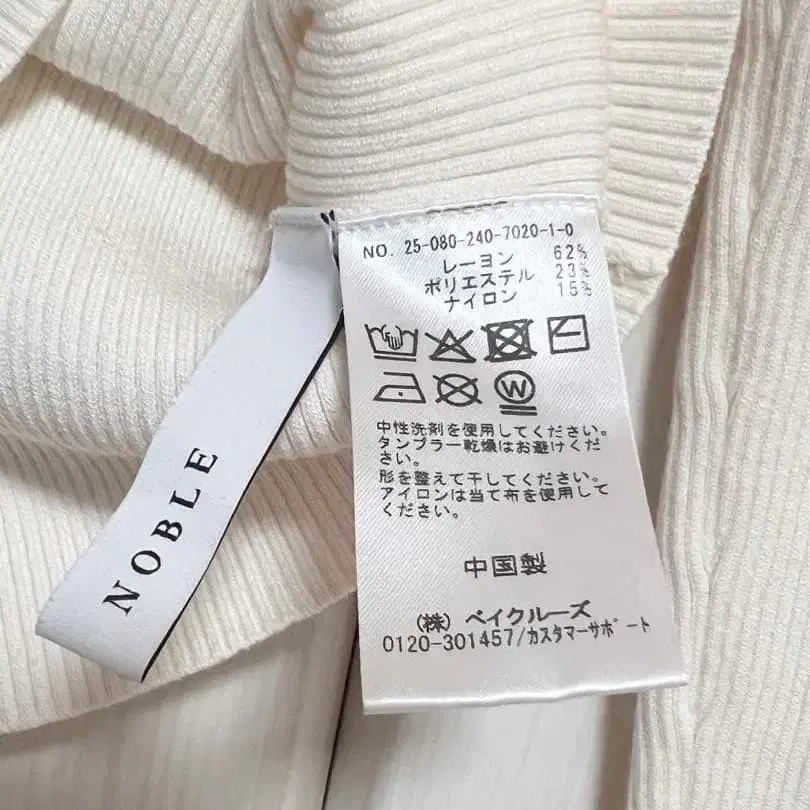 NOBLE
NO. 25-080-240-7020-1-0
レーヨン 62%
ポリエステル 23%
ナイロン 15%
W
中性洗剤を使用してください。
タンブラー乾燥はお避けくだ
さい。
形を整えて干してください。
アイロンは当て布を使用して
ください。
中国製
(株) ベイクルーズ
0120-301457/カスタマーサポート